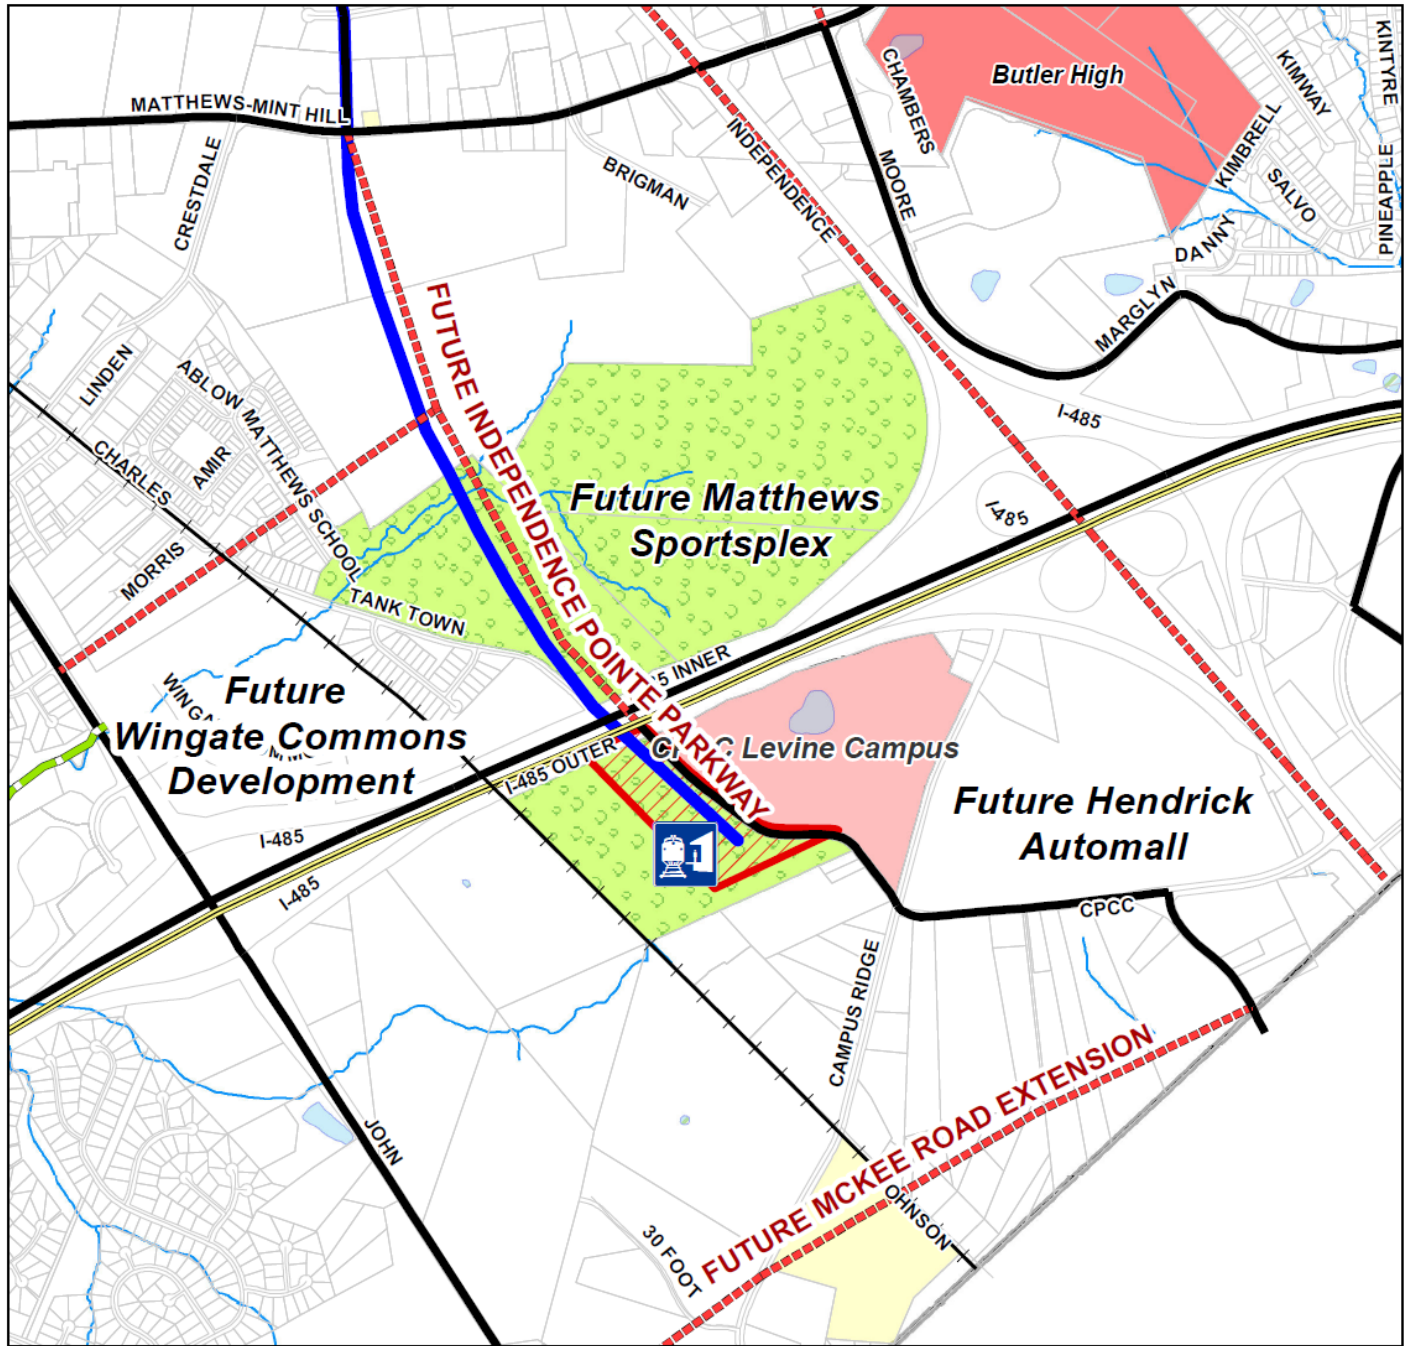 Butler High
KINTYRE
KIMWAY
CHAMBERS
MATTHEWS-MINT HILL
INDEPENDENCE
KIMBRELL
CRESTDALE
BRIGMAN
MOORE
SALVO
PINEAPPLE
DANNY
MARGLYN
FUTURE INDEPENDENCE POINTE PARKWAY
LINDEN
ABLOW
MATTHEWS SCHOOL
I-485
CHARLES
AMIR
Future Matthews
Sportsplex
I-485
MORRIS
TANK TOWN
INNER
Future
Wingate Commons
Development
I-485 OUTER
Levine Campus
Future Hendrick
Automall
I-485
I-485
CPCC
CAMPUS RIDGE
JOHN
FUTURE MCKEE ROAD EXTENSION
OHNSON
30 FOOT